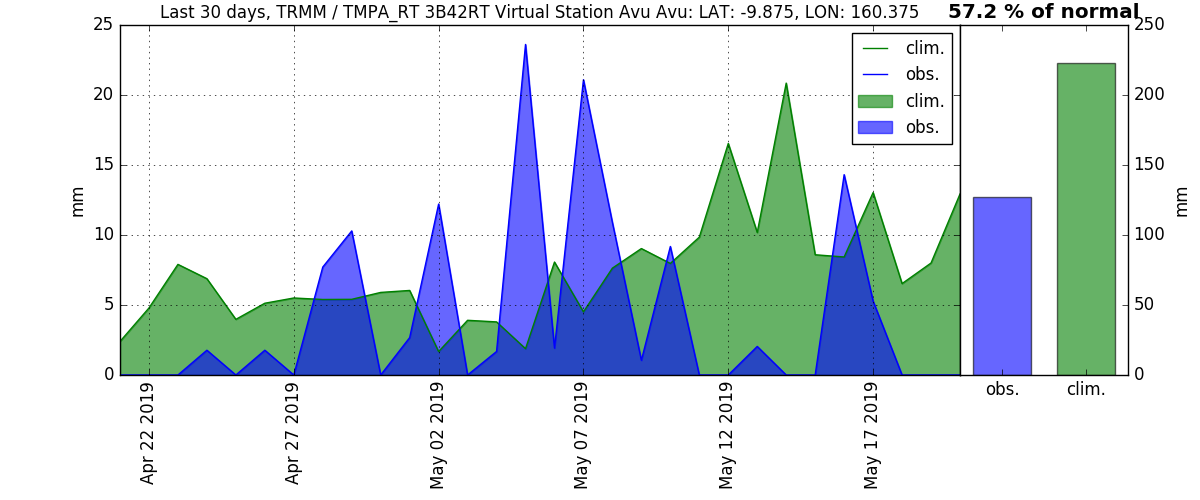 Last 30 days, TRMM / TMPA_RT 3B42RT Virtual Station Avu Avu: LAT: -9.875, LON: 160.375
57.2 % of normal
25
20
15
10
5
0
mm
clim.
obs.
clim.
obs.
250
200
150
100
50
0
mm
Apr 22 2019
Apr 27 2019
May 02 2019
May 07 2019
May 12 2019
May 17 2019
obs.
clim.